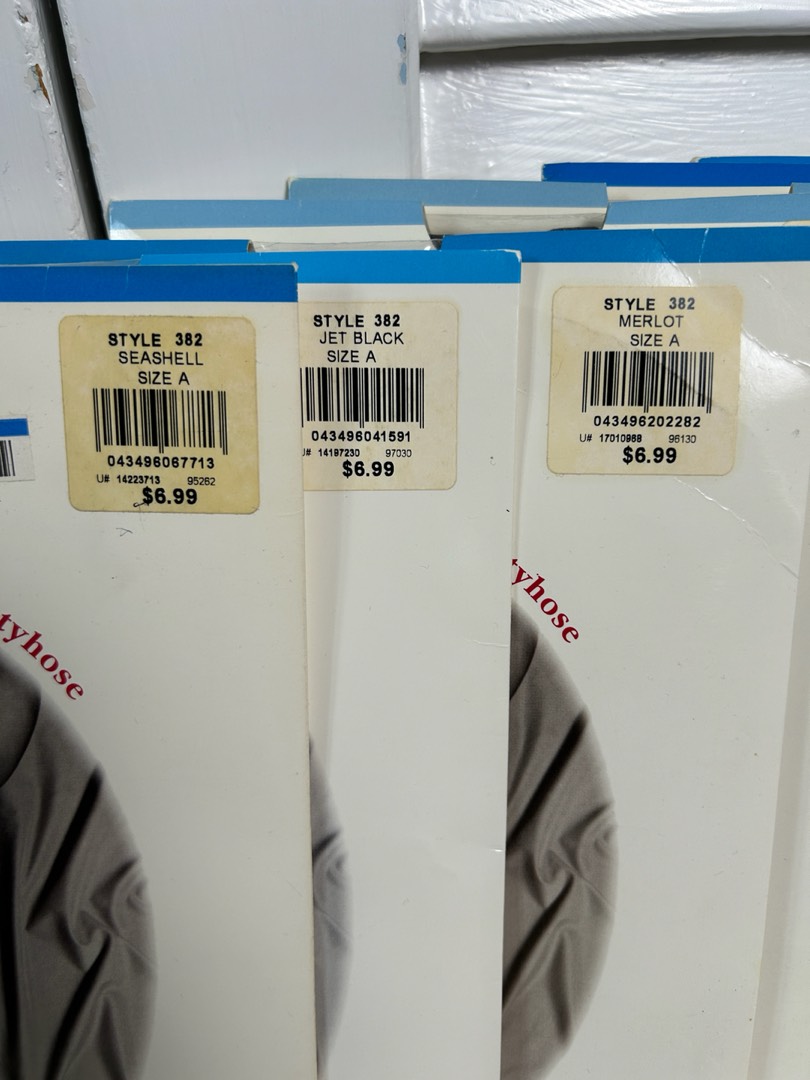 STYLE 382
SEASHELL
SIZE A
043496067713
U# 14223713 95262
$6.99
STYLE 382
JET BLACK
SIZE A
043496041591
U# 14197230 97030
$6.99
STYLE 382
MERLOT
SIZE A
043496202282
U# 17010988 96130
$6.99
tyhose
tyhose